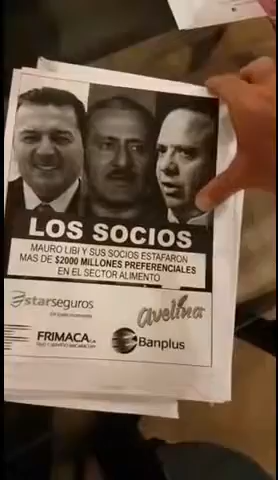 LOS SOCIOS
MAURO LIBI Y SUS SOCIOS ESTAFARON
MAS DE $2000 MILLONES PREFERENCIALES
EN EL SECTOR ALIMENTO
starseguros
avelina
FRIMACA C.A.
Banplus